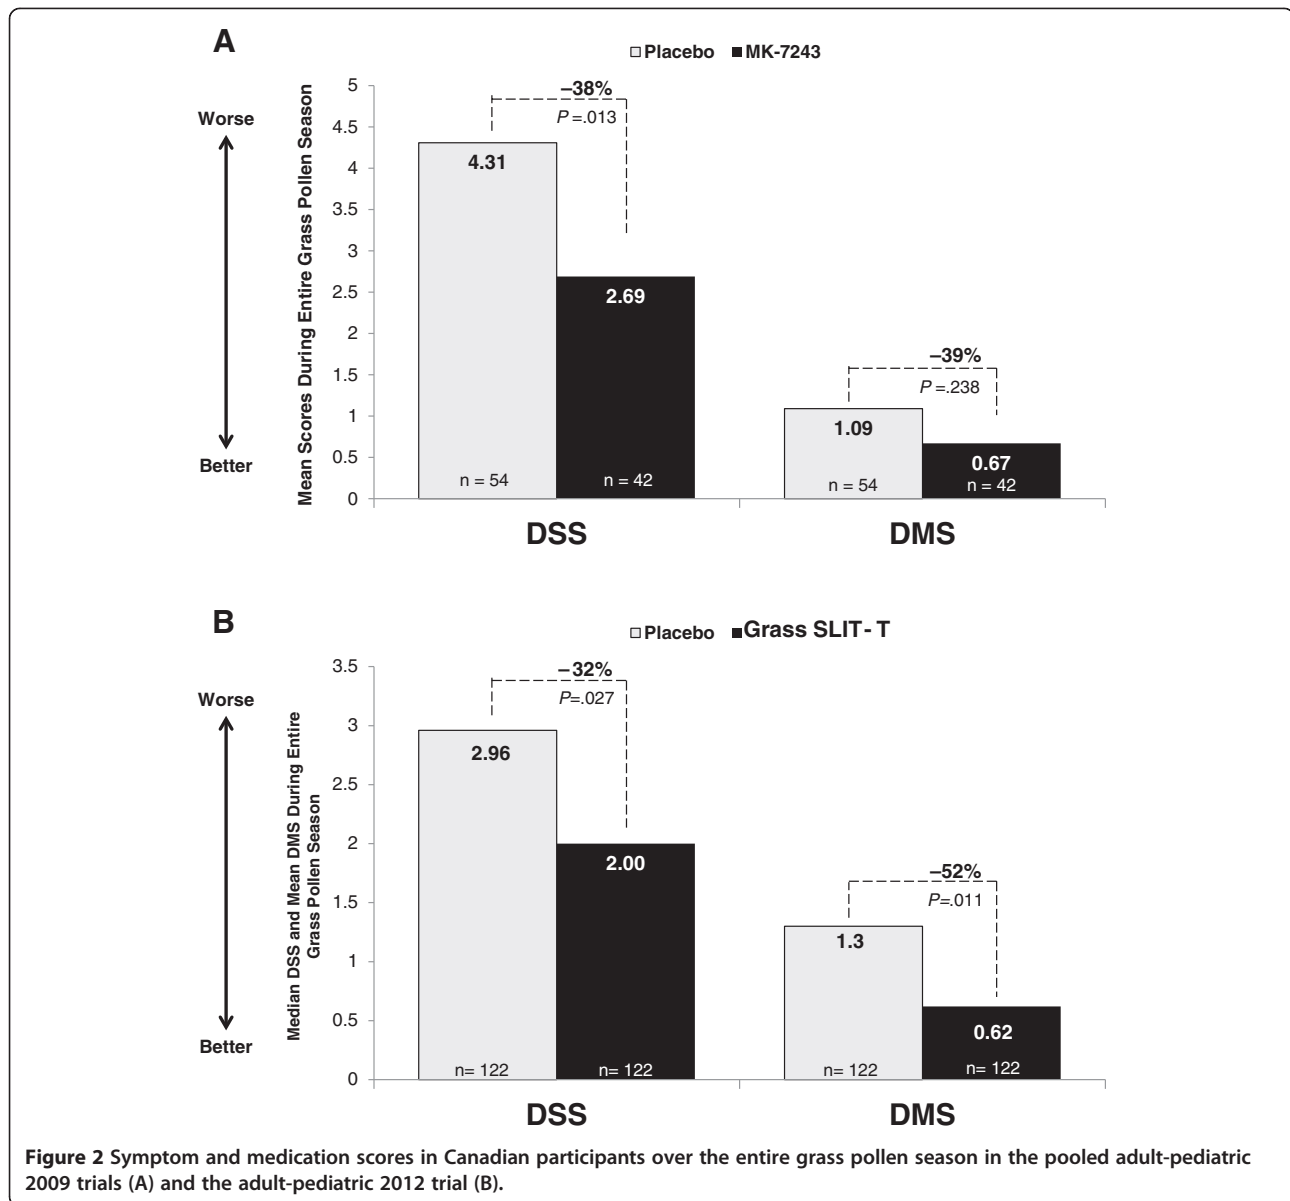 A
Placebo MK-7243
Mean Scores During Entire Grass Pollen Season
Worse
Better
5
4.5
4
3.5
3
2.5
2
1.5
1
0.5
0
–38%
P=.013
4.31
2.69
n = 54
n = 42
–39%
P=.238
1.09
0.67
n = 54
n = 42
DSS
DMS
B
Placebo Grass SLIT-T
Median DSS and Mean DMS During Entire
Grass Pollen Season
Worse
Better
3.5
3
2.5
2
1.5
1
0.5
0
–32%
P=.027
2.96
2.00
n= 122
n= 122
–52%
P=.011
1.3
0.62
n= 122
n= 122
DSS
DMS
Figure 2 Symptom and medication scores in Canadian participants over the entire grass pollen season in the pooled adult-pediatric
2009 trials (A) and the adult-pediatric 2012 trial (B).